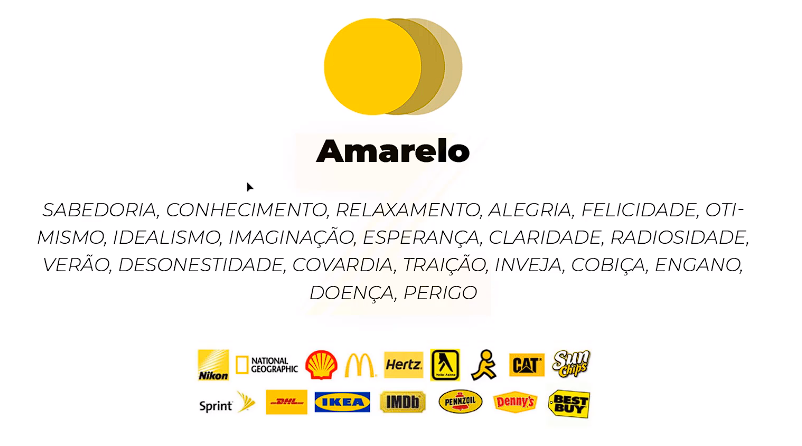 Amarelo
SABEDORIA, CONHECIMENTO, RELAXAMENTO, ALEGRIA, FELICIDADE, OTI-
MISMO, IDEALISMO, IMAGINAÇÃO, ESPERANÇA, CLARIDADE, RADIOSIDADE,
VERÃO, DESONESTIDADE, COVARDIA, TRAIÇÃO, INVEJA, COBIÇA, ENGANO,
DOENÇA, PERIGO
Nikon NATIONAL GEOGRAPHIC Hertz CAT Sun Chips
Sprint DHL IKEA IMDb PENNZOIL Denny's BEST BUY